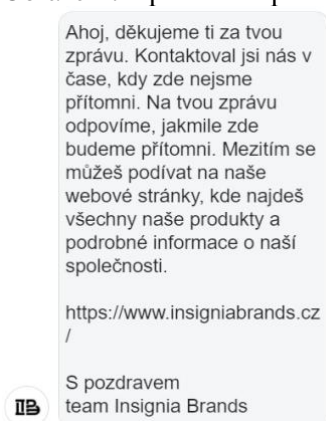 Ahoj, děkujeme ti za tvou
zprávu. Kontaktoval jsi nás v
čase, kdy zde nejsme
přítomni. Na tvou zprávu
odpovíme, jakmile zde
budeme přítomni. Mezitím se
můžeš podívat na naše
webové stránky, kde najdeš
všechny naše produkty a
podrobné informace o naší
společnosti.
https://www.insigniabrands.cz
/
S pozdravem
team Insignia Brands
IB